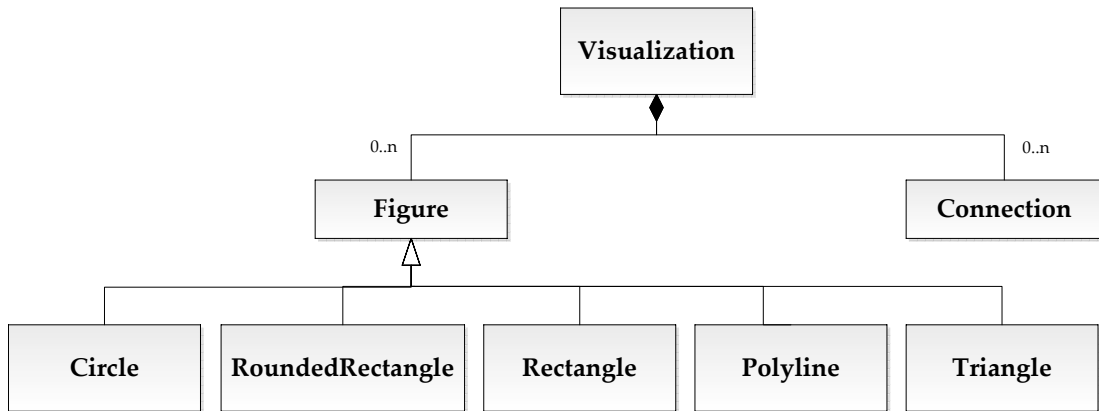 Visualization
0..n
0..n
Figure
Connection
Circle
RoundedRectangle
Rectangle
Polyline
Triangle